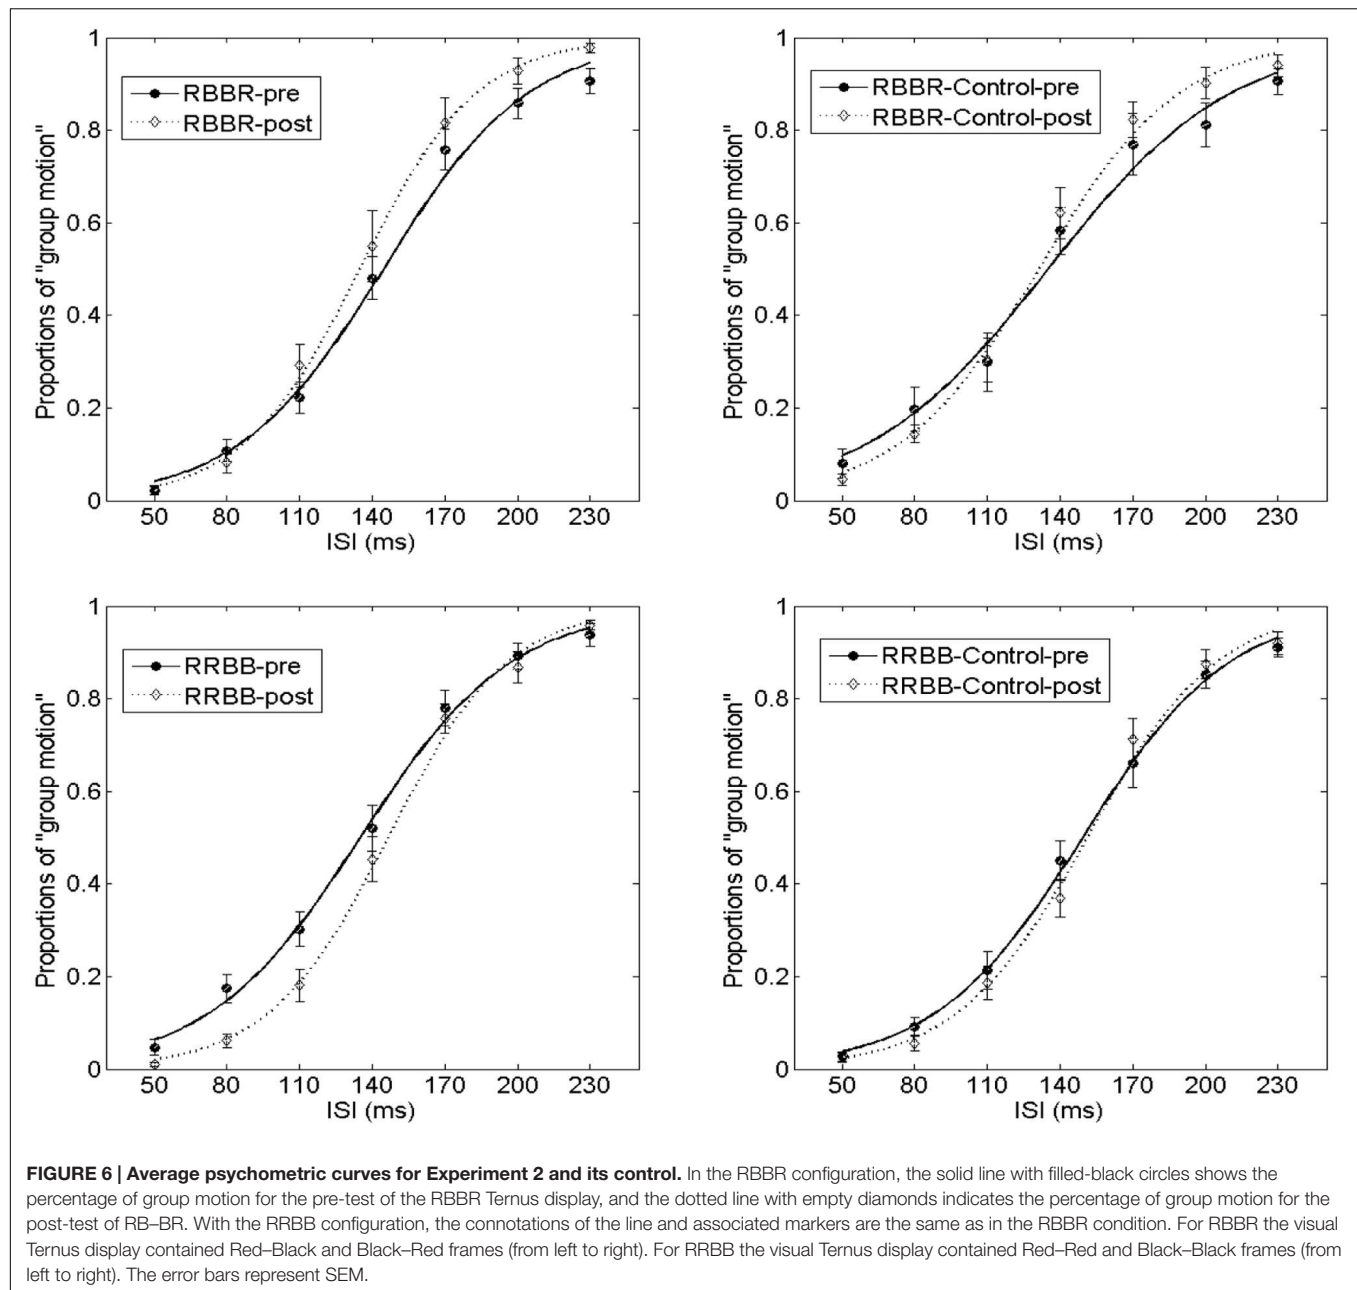 Proportions of "group motion"
1
0.8
0.6
0.4
0.2
0
RBBR-pre
RBBR-post
50 80 110 140 170 200 230
ISI (ms)
Proportions of "group motion"
1
0.8
0.6
0.4
0.2
0
RBBR-Control-pre
RBBR-Control-post
50 80 110 140 170 200 230
ISI (ms)
Proportions of "group motion"
1
0.8
0.6
0.4
0.2
0
RRBB-pre
RRBB-post
50 80 110 140 170 200 230
ISI (ms)
Proportions of "group motion"
1
0.8
0.6
0.4
0.2
0
RRBB-Control-pre
RRBB-Control-post
50 80 110 140 170 200 230
ISI (ms)
FIGURE 6 | Average psychometric curves for Experiment 2 and its control. In the RBBR configuration, the solid line with filled-black circles shows the
percentage of group motion for the pre-test of the RBBR Ternus display, and the dotted line with empty diamonds indicates the percentage of group motion for the
post-test of RB–BR. With the RRBB configuration, the connotations of the line and associated markers are the same as in the RBBR condition. For RBBR the visual
Ternus display contained Red–Black and Black–Red frames (from left to right). For RRBB the visual Ternus display contained Red–Red and Black–Black frames (from
left to right). The error bars represent SEM.